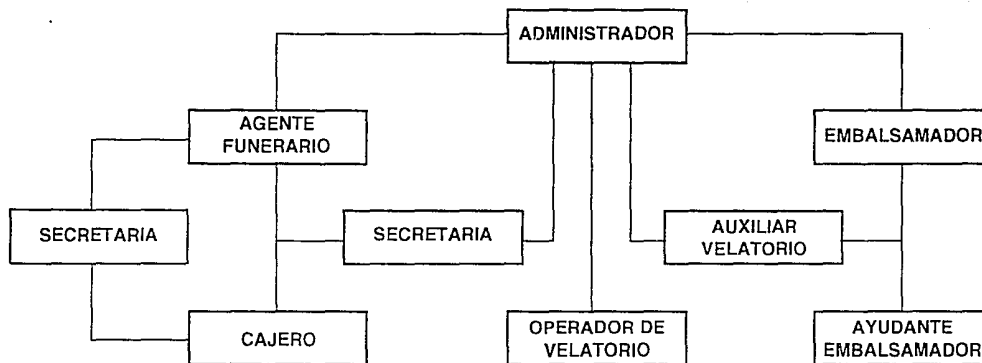 ADMINISTRADOR
AGENTE
FUNERARIO
EMBALSAMADOR
SECRETARIA
SECRETARIA
AUXILIAR
VELATORIO
CAJERO
OPERADOR DE
VELATORIO
AYUDANTE
EMBALSAMADOR